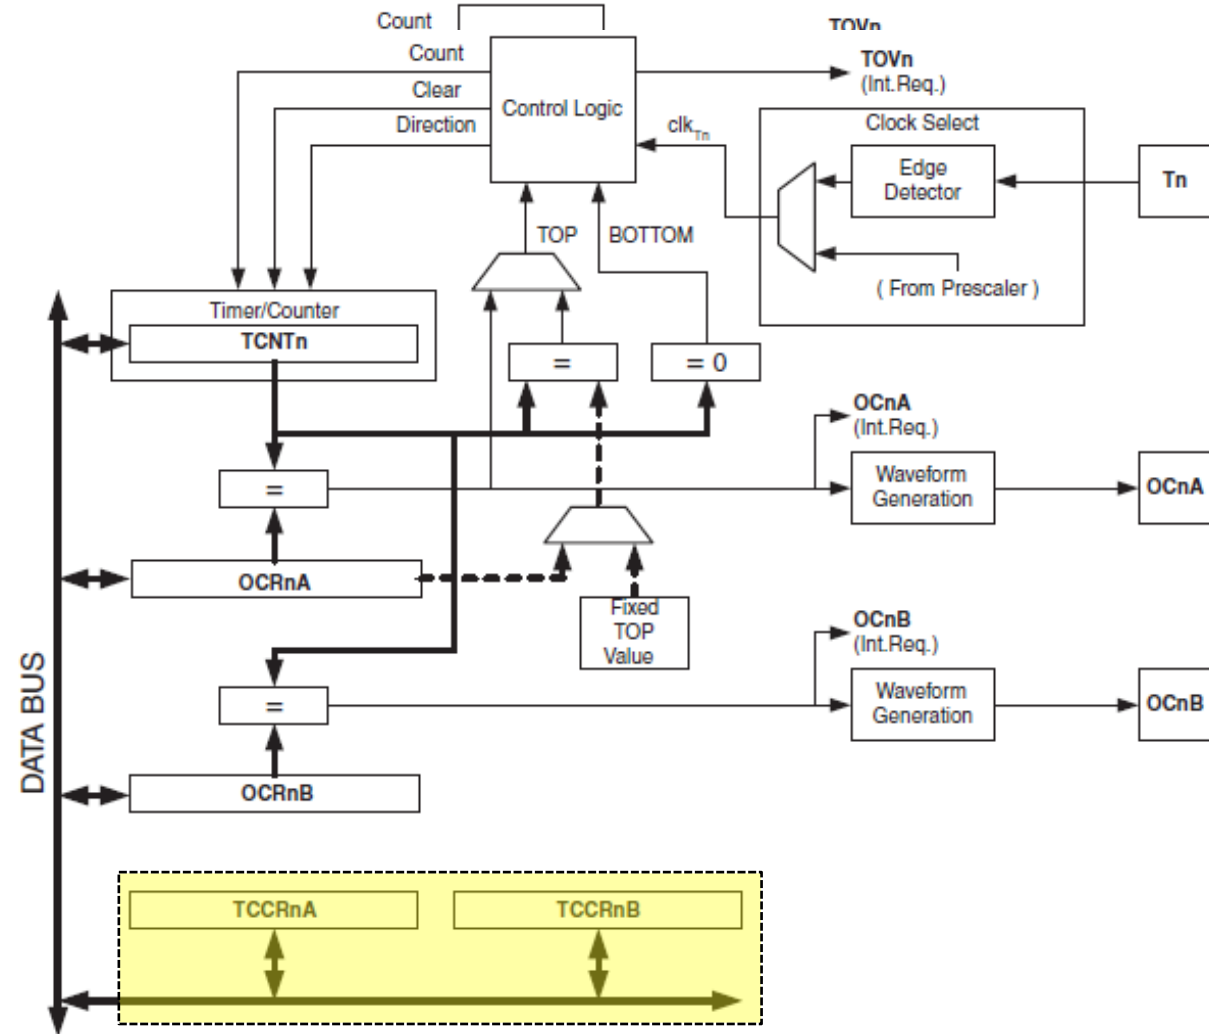 Count
TOVn
Count
TOVn
(Int.Req.)
Clear
Control Logic
Direction
clkTn
Clock Select
Edge
Detector
Tn
TOP
BOTTOM
( From Prescaler )
Timer/Counter
TCNTn
=
= 0
OCnA
(Int.Req.)
=
Waveform
Generation
OCnA
OCRnA
Fixed
TOP
Value
OCnB
(Int.Req.)
DATA BUS
=
Waveform
Generation
OCnB
OCRnB
TCCRnA
TCCRnB